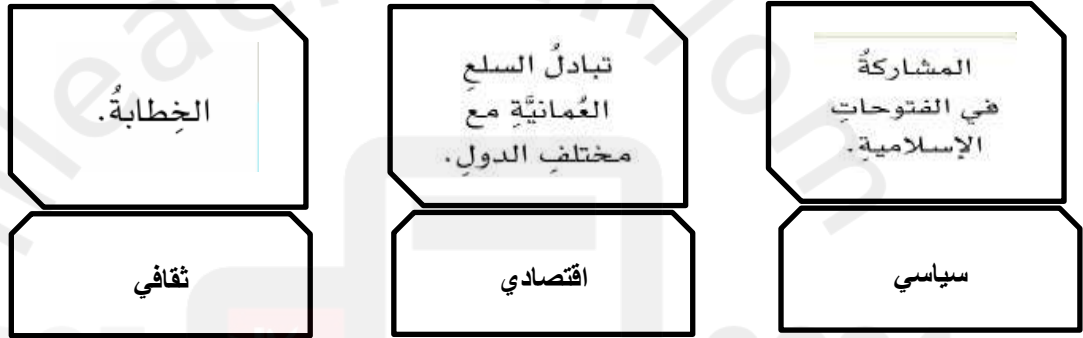 المشاركةُ
في الفتوحاتِ
الإسلاميةِ.
سياسي
تبادلُ السلعِ
العُمانيَّةِ مع
مختلفِ الدولِ.
اقتصادي
الخِطابةُ.
ثقافي